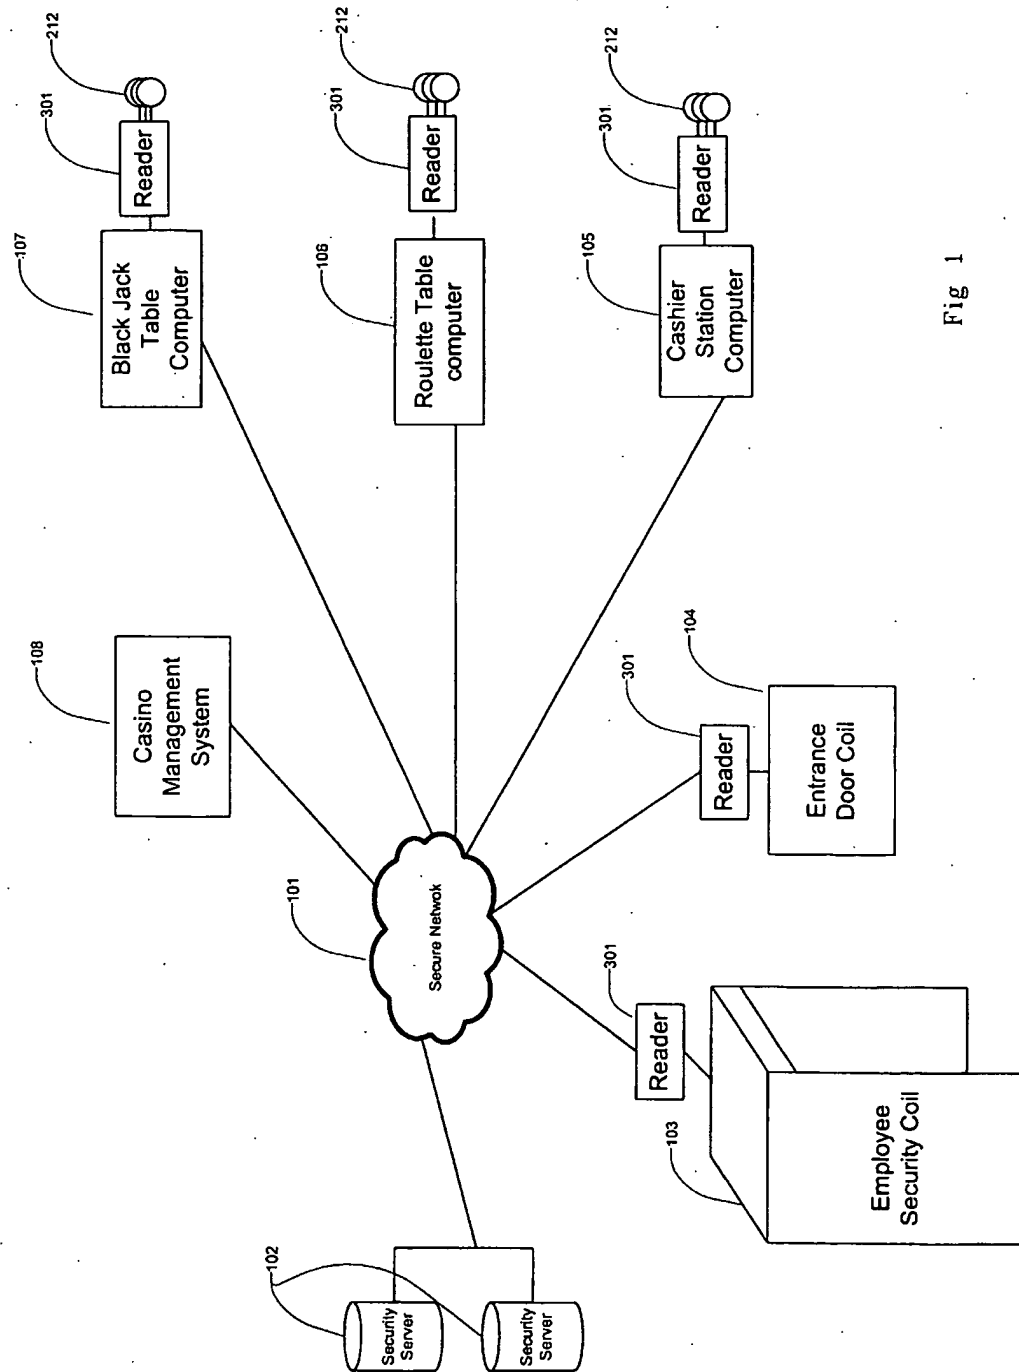 108
Casino
Management
System
107
Black Jack
Table
Computer
301
Reader
212
102
Security
Server
Security
Server
101
Secure Netwok
106
Roulette Table
computer
301
Reader
212
103
Employee
Security Coil
301
Reader
301
Reader
104
Entrance
Door Coil
105
Cashier
Station
Computer
301
Reader
212
Fig 1